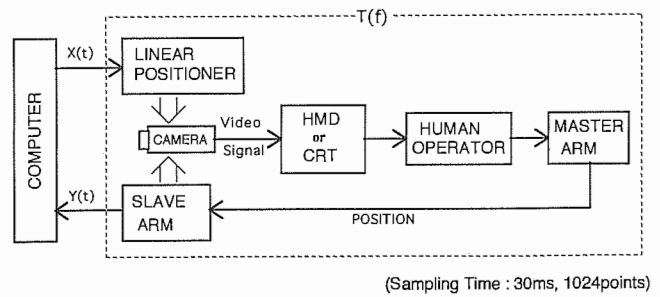 T(f)
X(t)
LINEAR
POSITIONER
COMPUTER
CAMERA
Video
Signal
HMD
or
CRT
HUMAN
OPERATOR
MASTER
ARM
Y(t)
SLAVE
ARM
POSITION
(Sampling Time : 30ms, 1024points)